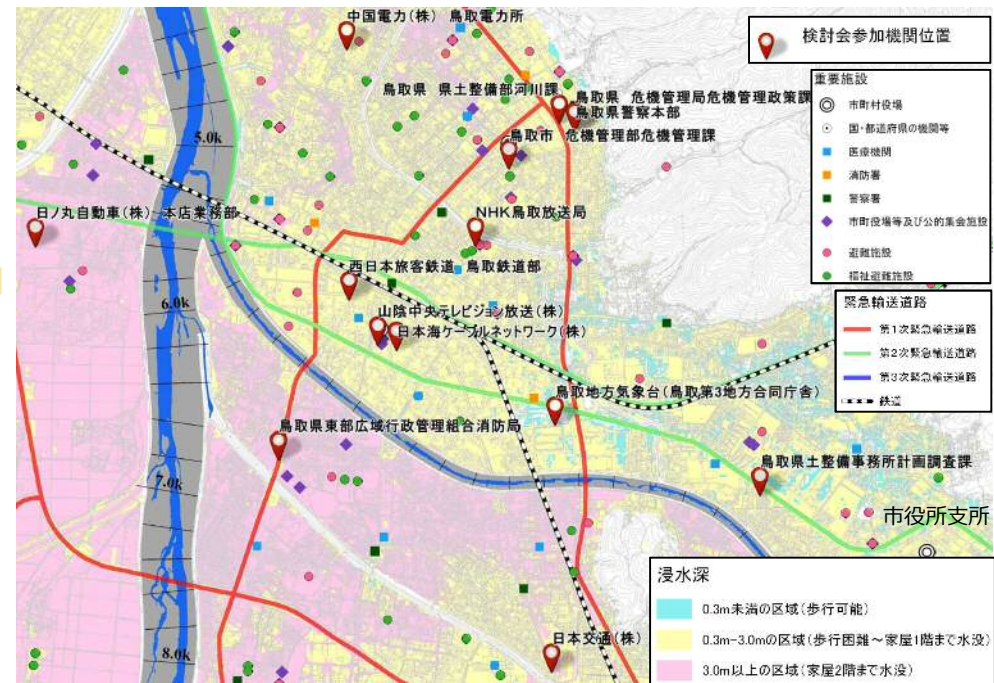 中国電力(株) 鳥取電力所
検討会参加機関位置
鳥取県 県土整備部河川課
鳥取県 危機管理局危機管理政策課
鳥取県警察本部
鳥取市 危機管理部危機管理課
5.0k
日ノ丸自動車(株) 本店業務部
NHK鳥取放送局
西日本旅客鉄道 鳥取鉄道部
6.0k
山陰中央テレビジョン放送(株)
日本海ケーブルネットワーク(株)
鳥取地方気象台(鳥取第3地方合同庁舎)
鳥取県東部広域行政管理組合消防局
鳥取県土整備事務所計画調査課
7.0k
市役所支所
日本交通(株)
8.0k
重要施設
市町村役場
国・都道府県の機関等
医療機関
消防署
警察署
市町役場等及び公的集会施設
避難施設
福祉避難施設
緊急輸送道路
第1次緊急輸送道路
第2次緊急輸送道路
第3次緊急輸送道路
鉄道
浸水深
0.3m未満の区域(歩行可能)
0.3m-3.0mの区域(歩行困難～家屋1階まで水没)
3.0m以上の区域(家屋2階まで水没)